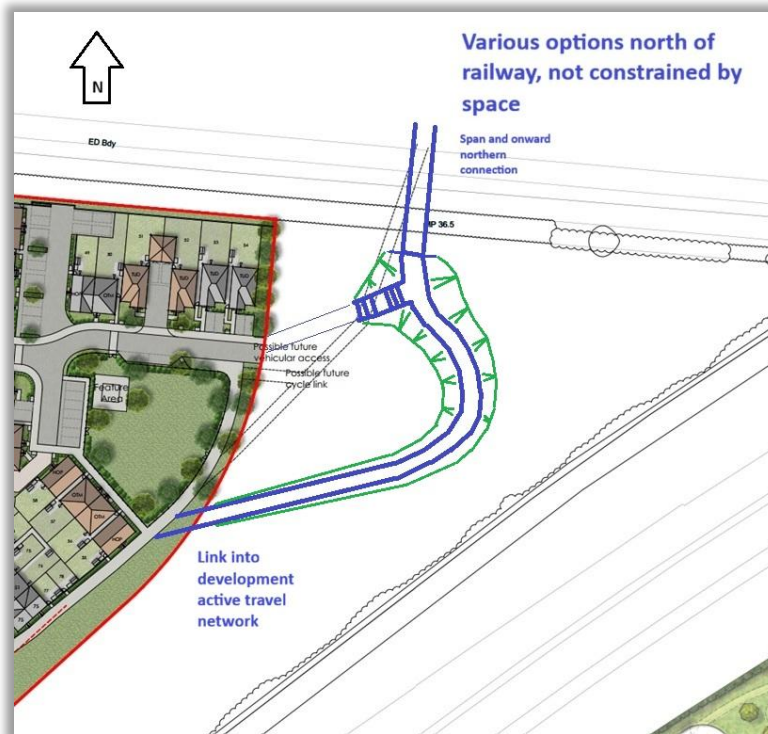 Various options north of
railway, not constrained by
space
N
ED Bdy
Span and onward
northern
connection
MP 36.5
Possible future
vehicular access
Possible future
cycle link
Feature
Area
Link into
development
active travel
network